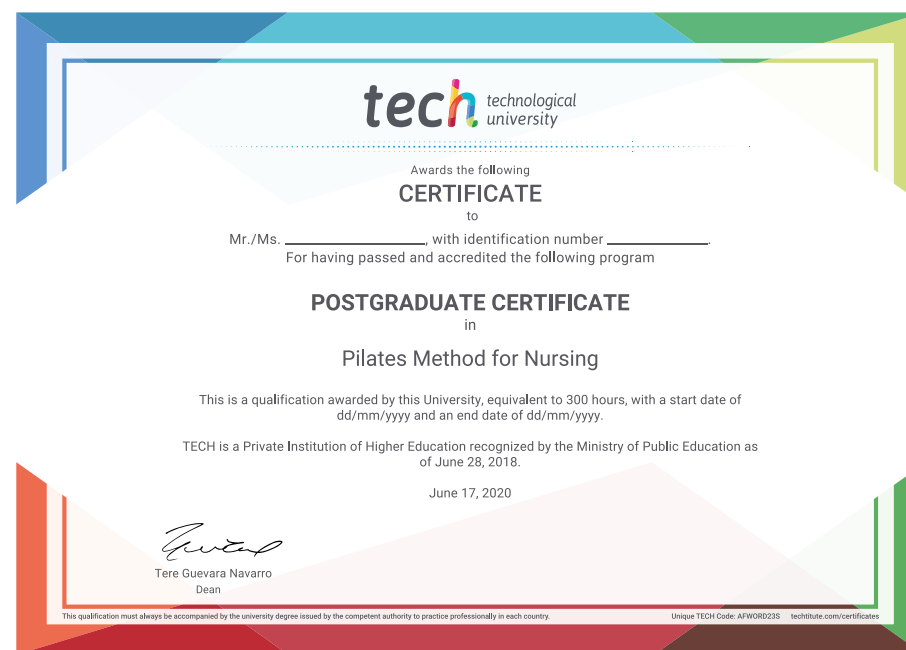 tech technological
university
Awards the following
CERTIFICATE
to
Mr./Ms. ____________________, with identification number ______________.
For having passed and accredited the following program
POSTGRADUATE CERTIFICATE
in
Pilates Method for Nursing
This is a qualification awarded by this University, equivalent to 300 hours, with a start date of
dd/mm/yyyy and an end date of dd/mm/yyyy.
TECH is a Private Institution of Higher Education recognized by the Ministry of Public Education as
of June 28, 2018.
June 17, 2020
Tere Guevara Navarro
Dean
This qualification must always be accompanied by the university degree issued by the competent authority to practice professionally in each country.
Unique TECH Code: AFWORD23S techtitute.com/certificates